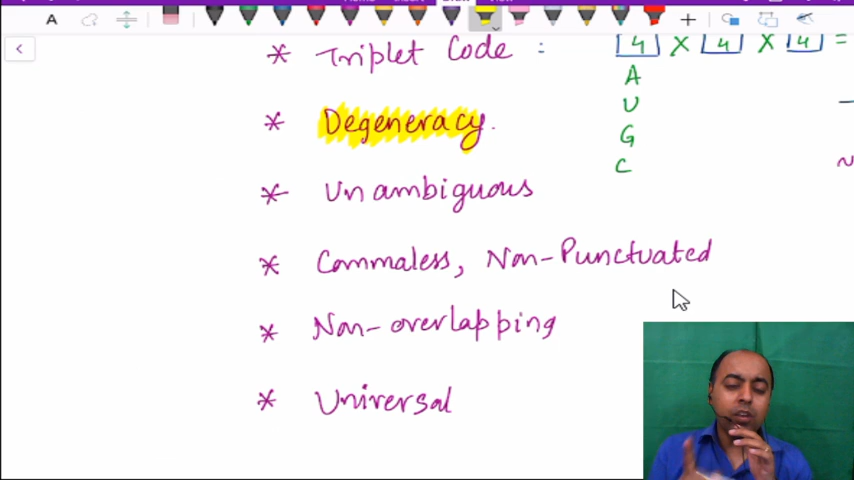 A
* Triplet Code :
4 X 4 X 4 =
A
U
G
C
* Degeneracy.
* Unambiguous
* Commaless, Non-Punctuated
* Non-overlapping
* Universal